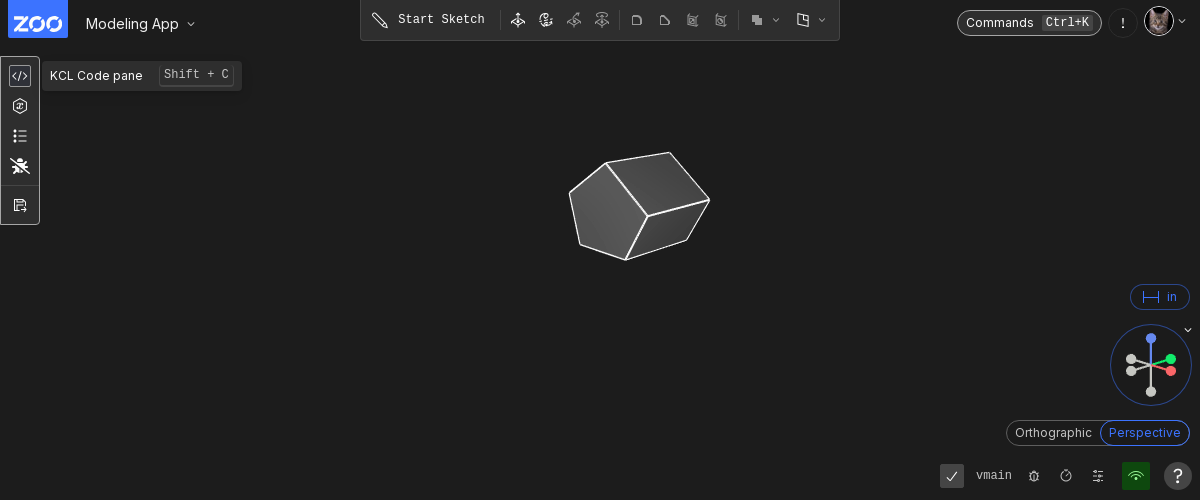 ZOO
Modeling App
Start Sketch
Commands Ctrl+K
!
KCL Code pane Shift + C
in
Orthographic Perspective
vmain
?